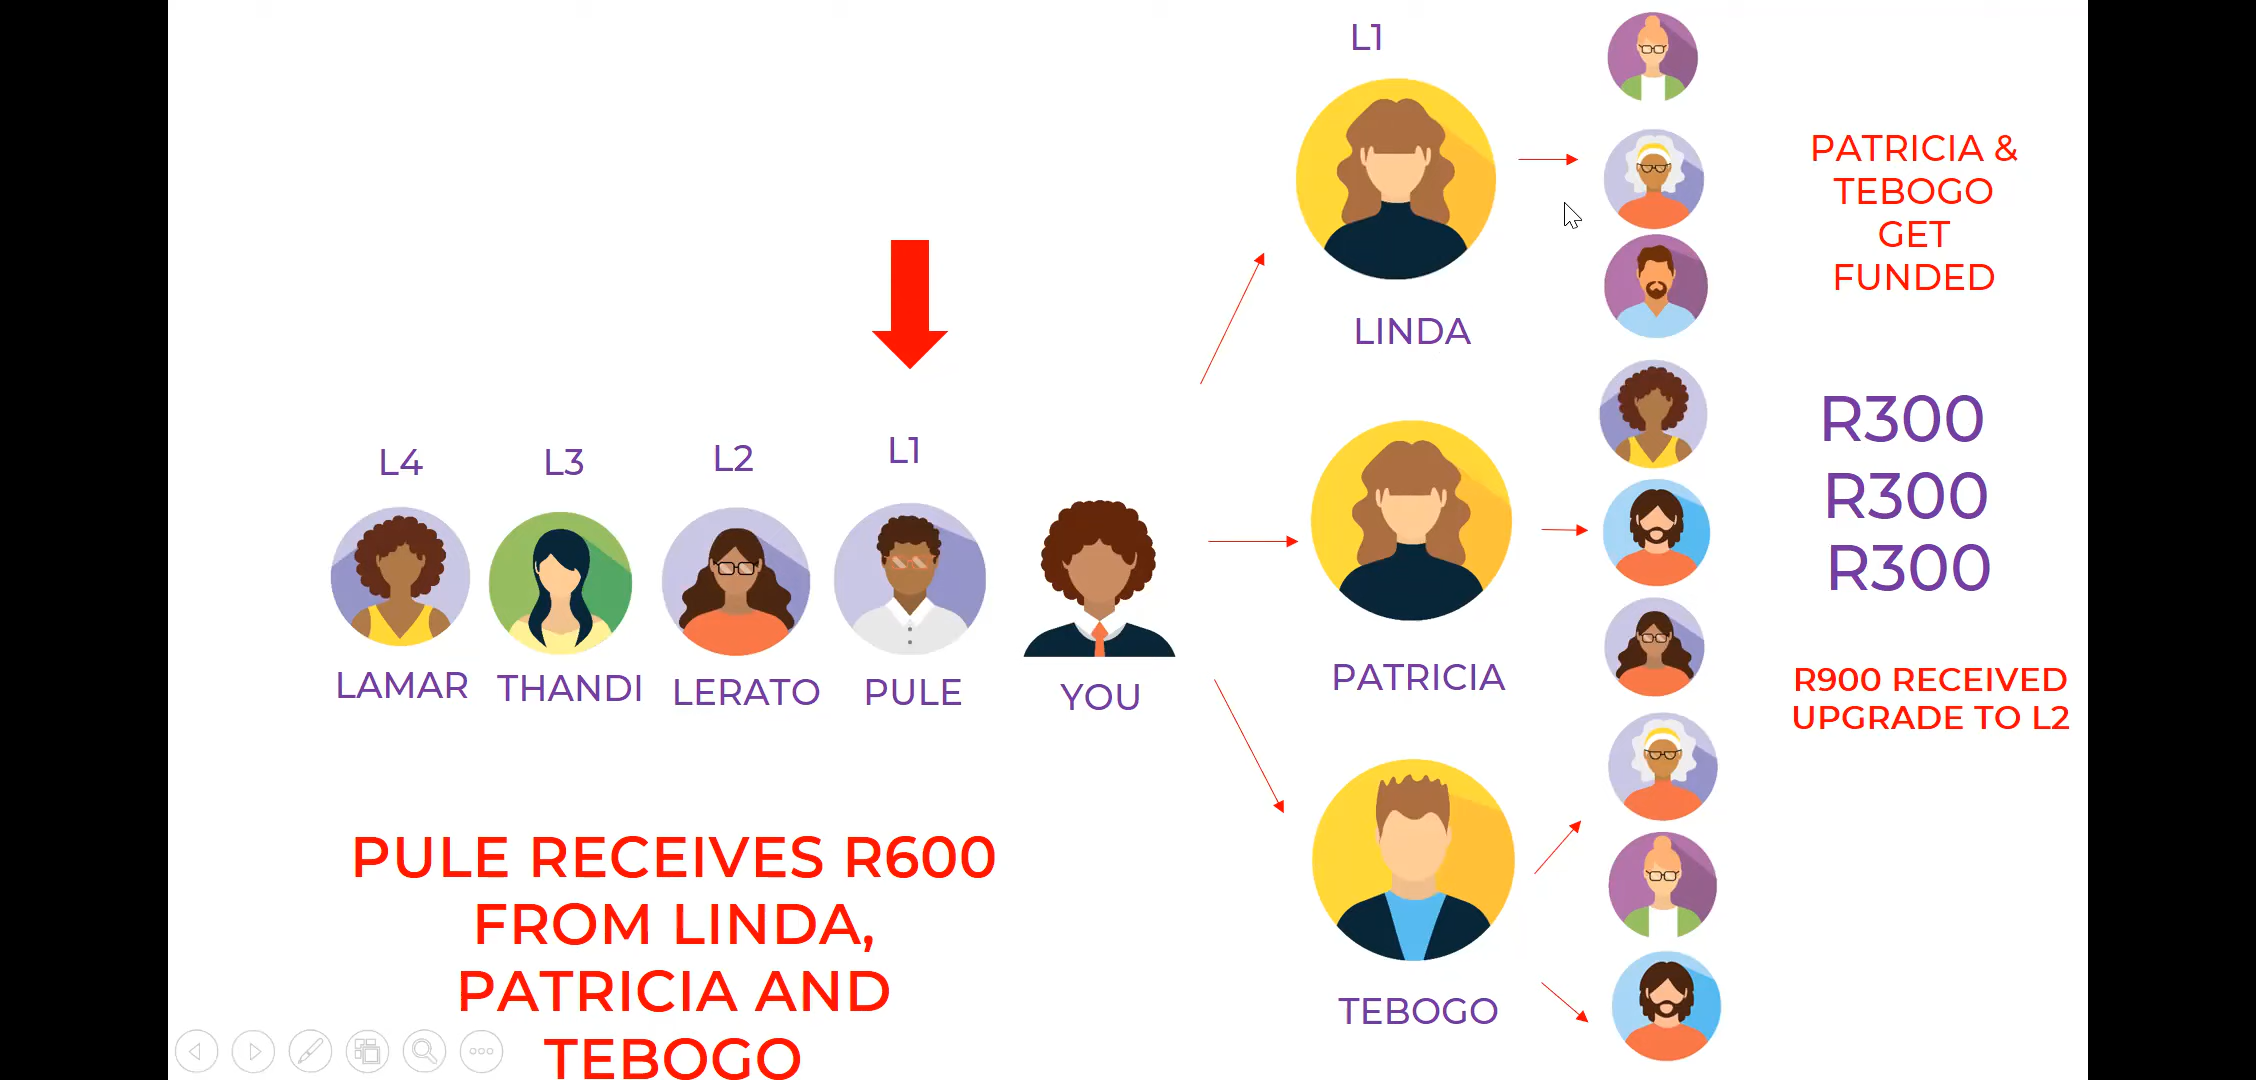 L1
LINDA
PATRICIA &
TEBOGO
GET
FUNDED
L4
L3
L2
L1
LAMAR
THANDI
LERATO
PULE
YOU
PATRICIA
R300
R300
R300
R900 RECEIVED
UPGRADE TO L2
TEBOGO
PULE RECEIVES R600
FROM LINDA,
PATRICIA AND
TEBOGO